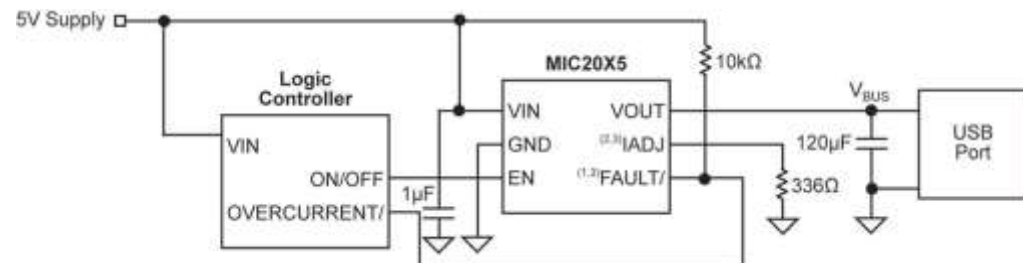 5V Supply
MIC20X5
10kΩ
Logic
Controller
VIN
VOUT
VBUS
VIN
GND
(2,3)IADJ
120µF
USB
Port
ON/OFF
EN
(1,2)FAULT/
1µF
336Ω
OVERCURRENT/